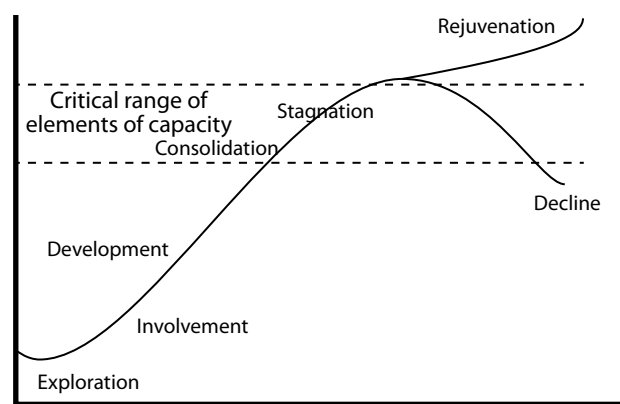 Rejuvenation
Critical range of
elements of capacity
Stagnation
Consolidation
Decline
Development
Involvement
Exploration